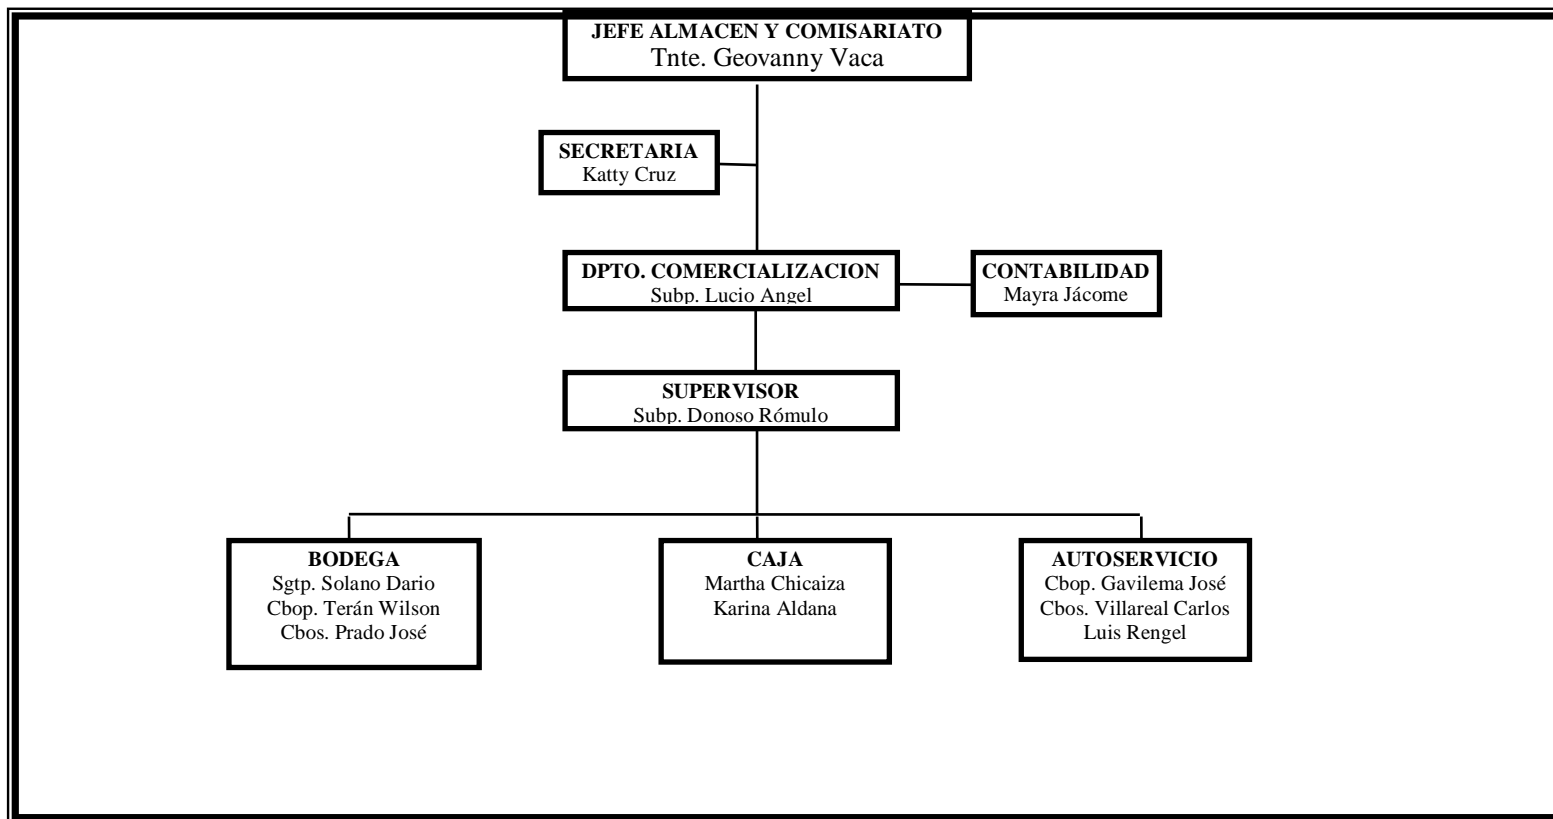 JEFE ALMACEN Y COMISARIATO
Tnte. Geovanny Vaca
SECRETARIA
Katty Cruz
DPTO. COMERCIALIZACION
Subp. Lucio Angel
CONTABILIDAD
Mayra Jácome
SUPERVISOR
Subp. Donoso Rómulo
BODEGA
Sgtp. Solano Dario
Cbop. Terán Wilson
Cbos. Prado José
CAJA
Martha Chicaiza
Karina Aldana
AUTOSERVICIO
Cbop. Gavilema José
Cbos. Villareal Carlos
Luis Rengel